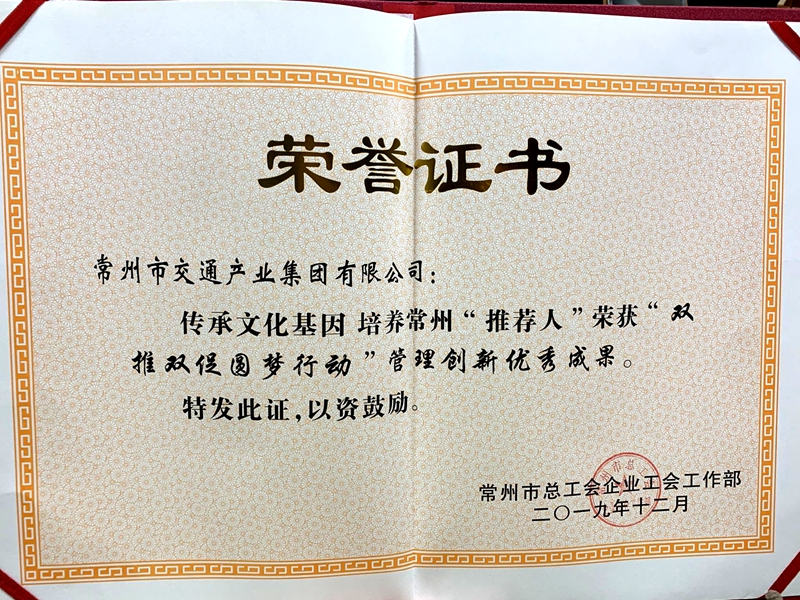 荣誉证书
常州市交通产业集团有限公司：
传承文化基因 培养常州“推荐人”荣获“双
推双促圆梦行动”管理创新优秀成果。
特发此证，以资鼓励。
常州市总工会企业工会工作部
二〇一九年十二月